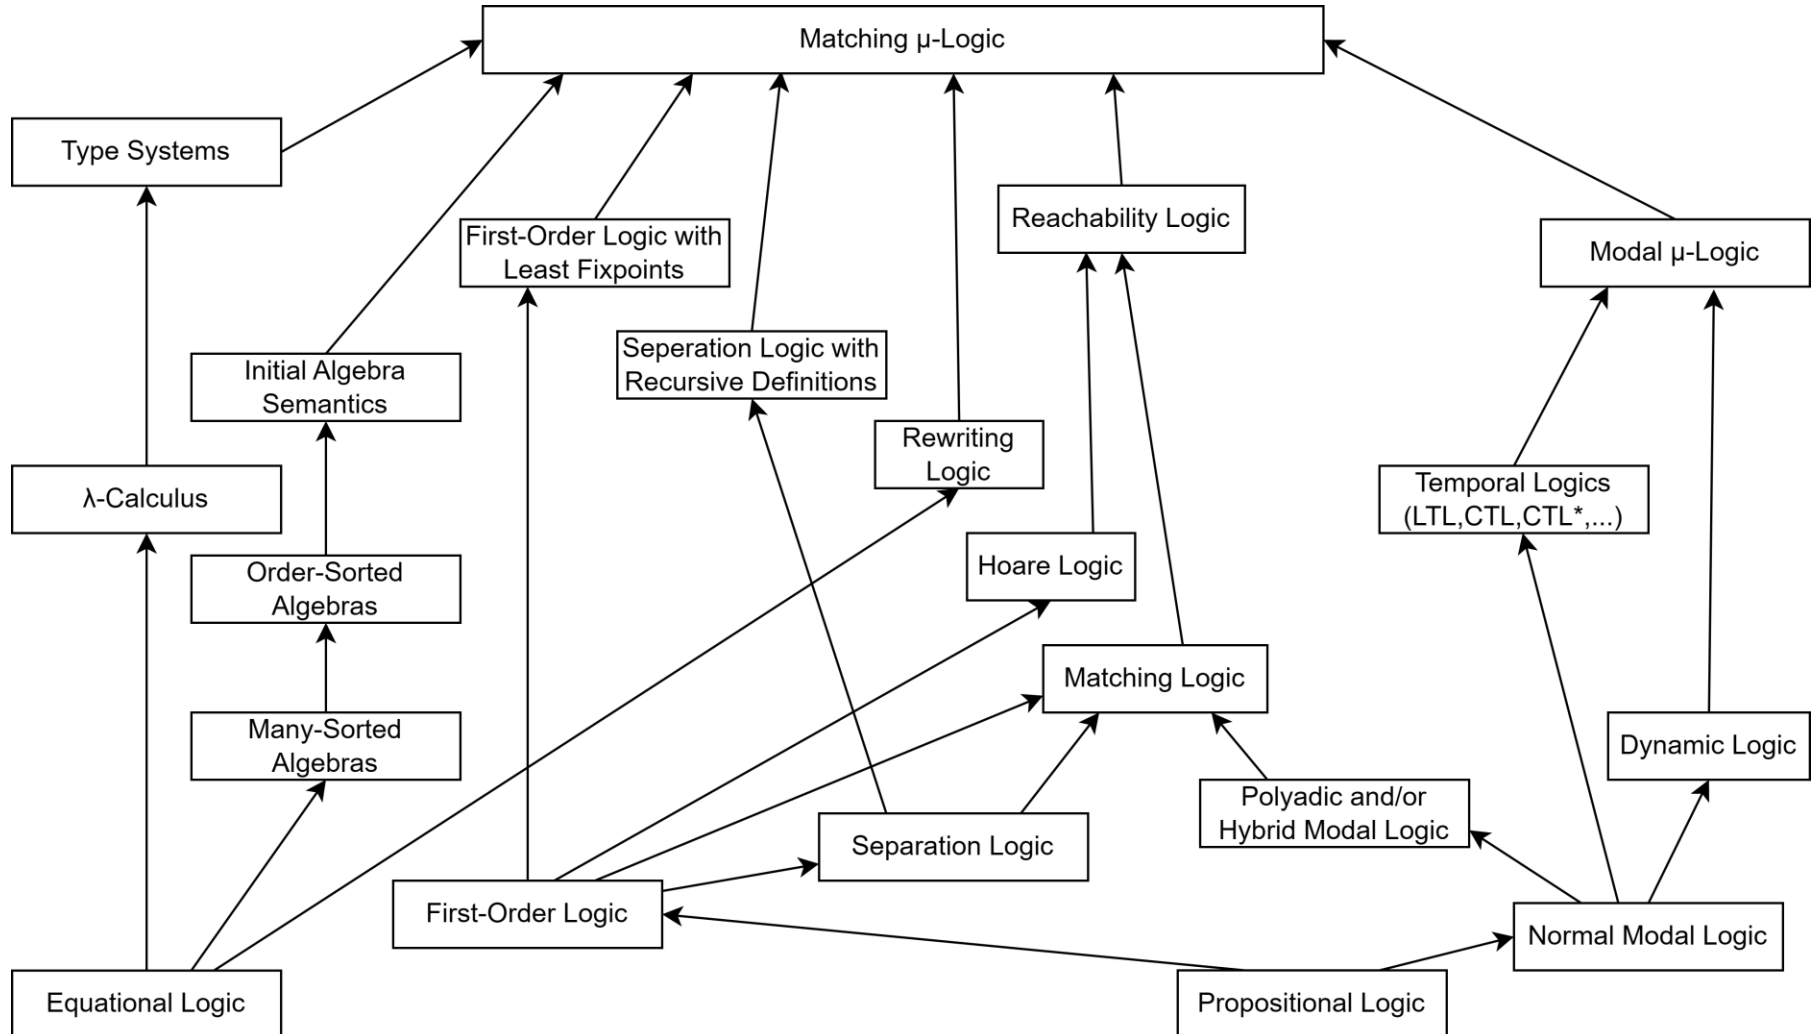 Matching μ-Logic
Type Systems
Reachability Logic
First-Order Logic with
Least Fixpoints
Modal μ-Logic
Seperation Logic with
Recursive Definitions
Initial Algebra
Semantics
Rewriting
Logic
λ-Calculus
Temporal Logics
(LTL,CTL,CTL*,...)
Hoare Logic
Order-Sorted
Algebras
Matching Logic
Many-Sorted
Algebras
Dynamic Logic
Polyadic and/or
Hybrid Modal Logic
Separation Logic
First-Order Logic
Normal Modal Logic
Equational Logic
Propositional Logic